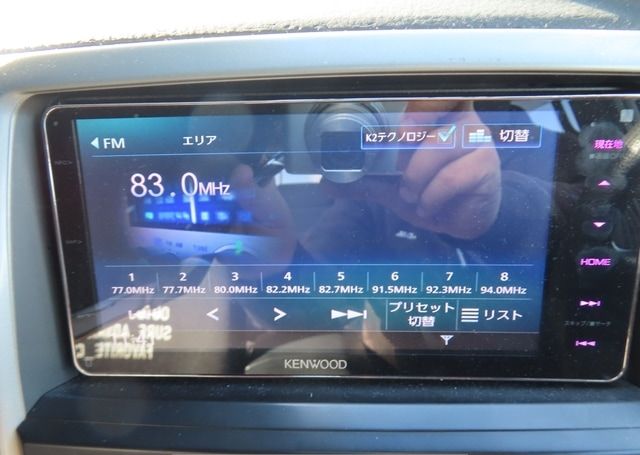 FM エリア K2テクノロジー 切替
83.0MHz
1 2 3 4 5 6 7 8
77.0MHz 77.7MHz 80.0MHz 82.2MHz 82.7MHz 91.5MHz 92.3MHz 94.0MHz
プリセット切替 リスト
KENWOOD
現在地
HOME